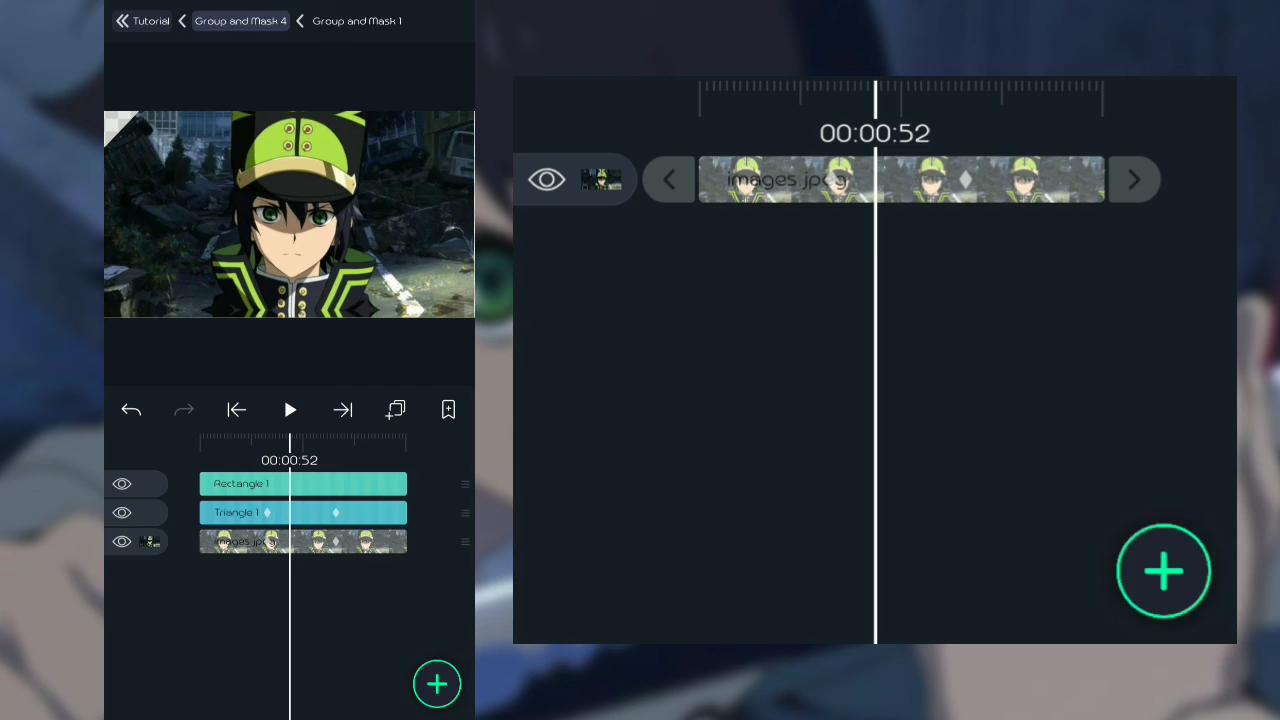 Tutorial Group and Mask 4 Group and Mask 1
00:00:52
Rectangle 1
Triangle 1
images.jpeg
00:00:52
images.jpeg